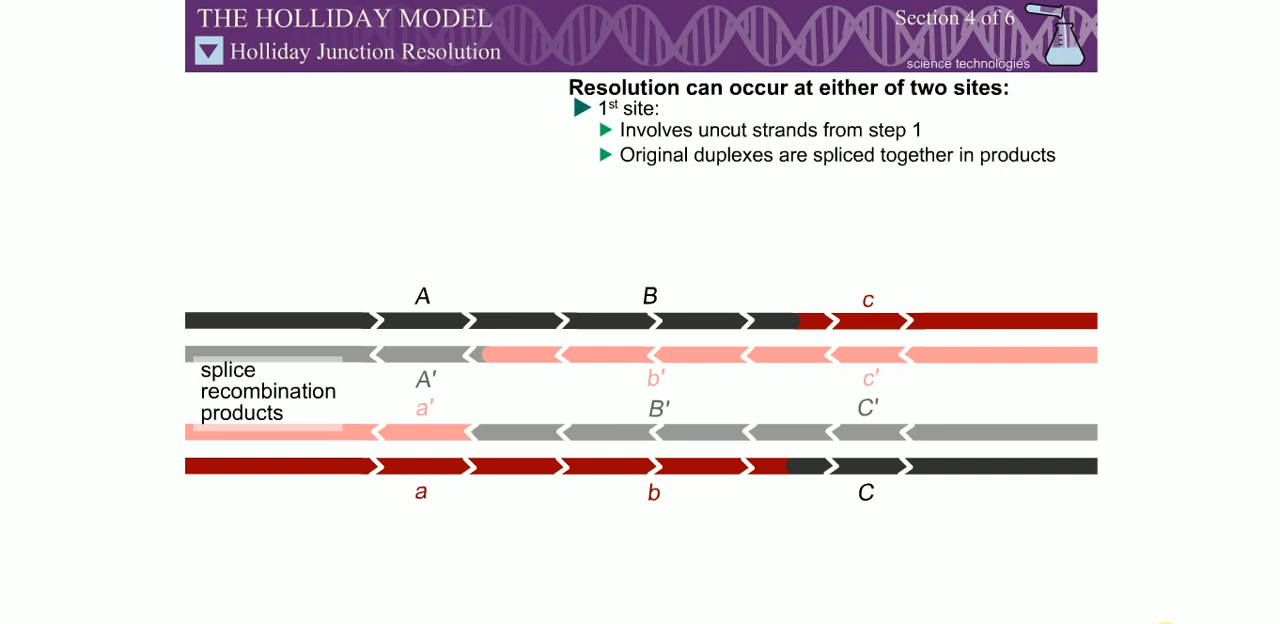 THE HOLLIDAY MODEL
Section 4 of 6
Holliday Junction Resolution
science technologies
Resolution can occur at either of two sites:
1st site:
Involves uncut strands from step 1
Original duplexes are spliced together in products
A B c
splice
recombination
products
A' b' c'
a' B' C'
a b C